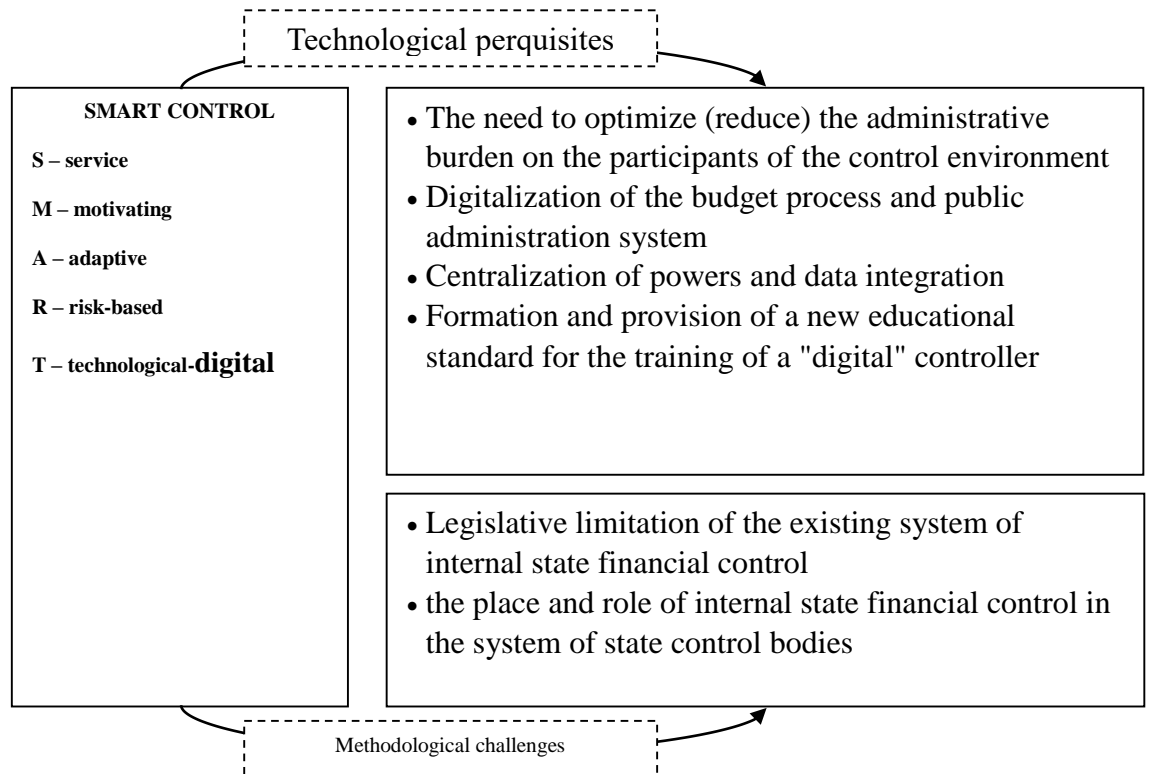 Technological perquisites
SMART CONTROL
S – service
M – motivating
A – adaptive
R – risk-based
T – technological-digital
• The need to optimize (reduce) the administrative
burden on the participants of the control environment
• Digitalization of the budget process and public
administration system
• Centralization of powers and data integration
• Formation and provision of a new educational
standard for the training of a "digital" controller
• Legislative limitation of the existing system of
internal state financial control
• the place and role of internal state financial control in
the system of state control bodies
Methodological challenges